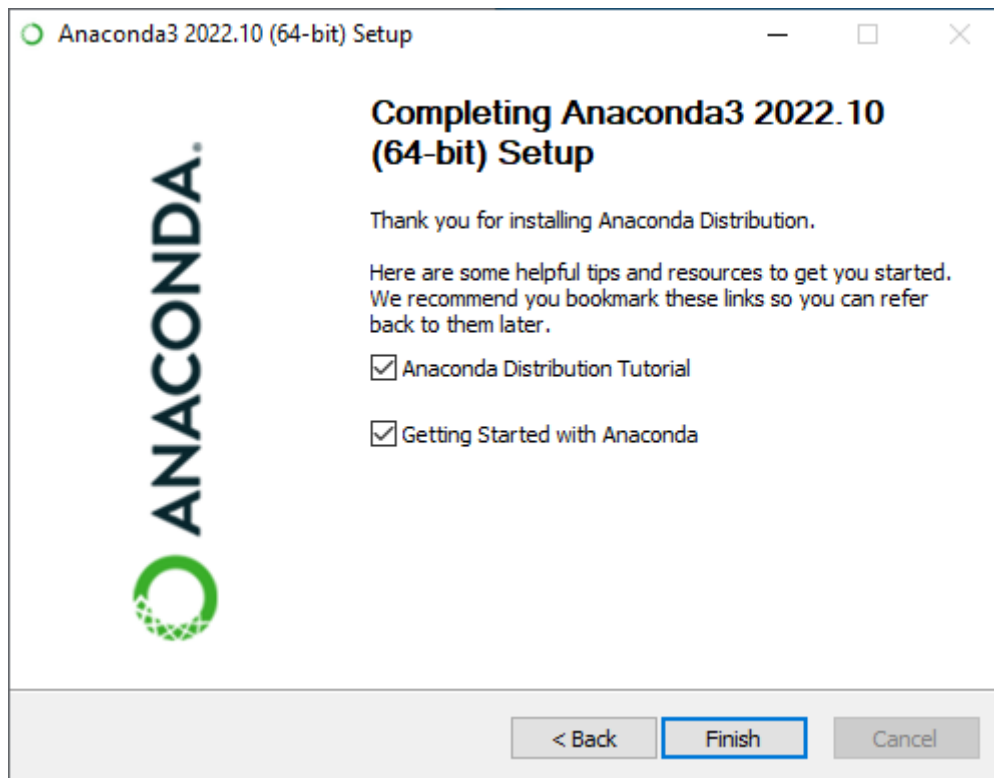 Anaconda3 2022.10 (64-bit) Setup
Completing Anaconda3 2022.10
(64-bit) Setup
Thank you for installing Anaconda Distribution.
Here are some helpful tips and resources to get you started.
We recommend you bookmark these links so you can refer
back to them later.
Anaconda Distribution Tutorial
Getting Started with Anaconda
ANACONDA.
< Back
Finish
Cancel